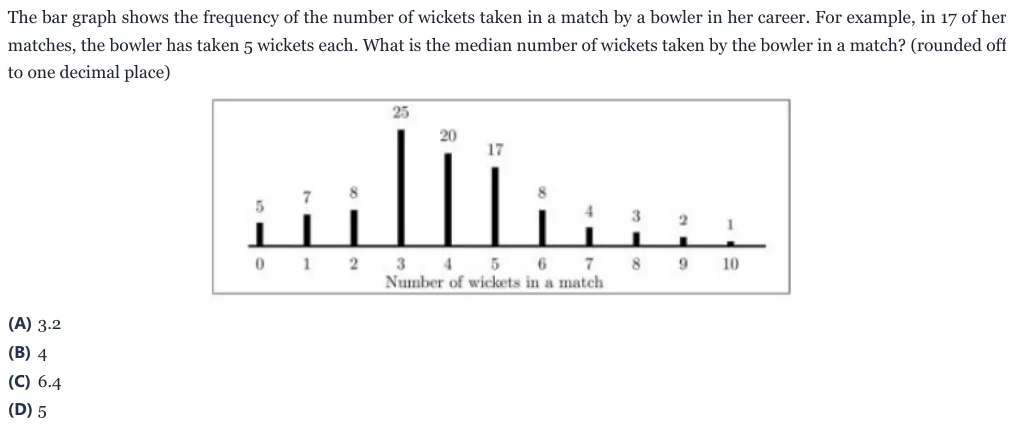 The bar graph shows the frequency of the number of wickets taken in a match by a bowler in her career. For example, in 17 of her
matches, the bowler has taken 5 wickets each. What is the median number of wickets taken by the bowler in a match? (rounded off
to one decimal place)
25
20
17
5 7 8 8 4 3 2 1
0 1 2 3 4 5 6 7 8 9 10
Number of wickets in a match
(A) 3.2
(B) 4
(C) 6.4
(D) 5